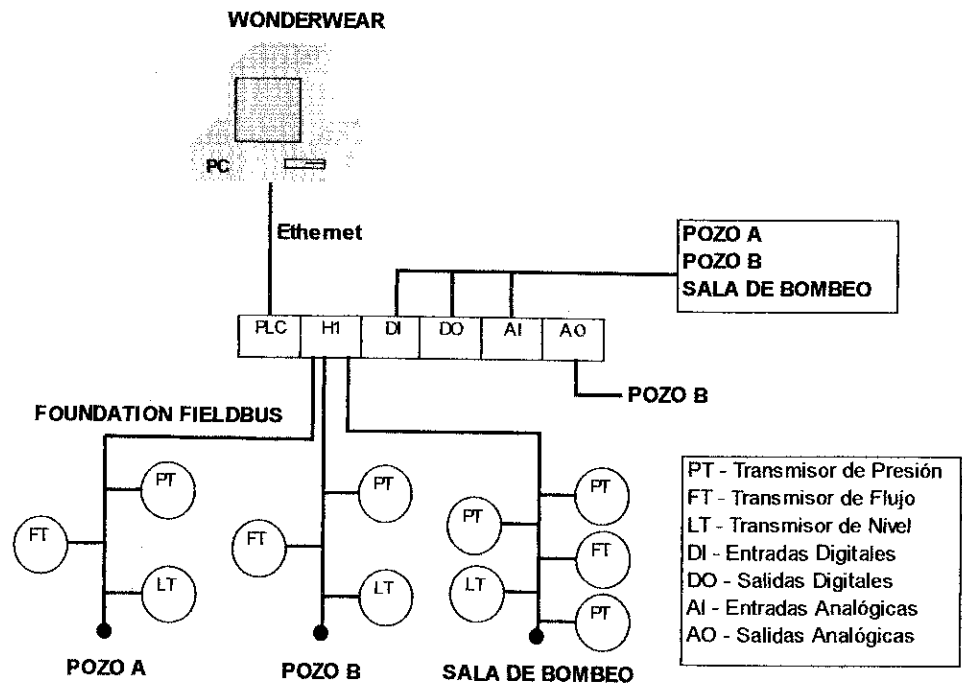 WONDERWEAR
PC
Ethernet
POZO A
POZO B
SALA DE BOMBEO
PLC
H1
DI
DO
AI
AO
POZO B
FOUNDATION FIELDBUS
PT
FT
LT
PT
FT
LT
PT
PT
FT
LT
PT
POZO A
POZO B
SALA DE BOMBEO
PT - Transmisor de Presión
FT - Transmisor de Flujo
LT - Transmisor de Nivel
DI - Entradas Digitales
DO - Salidas Digitales
AI - Entradas Analógicas
AO - Salidas Analógicas